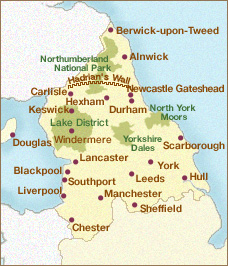 Berwick-upon-Tweed
Alnwick
Northumberland
National Park
Hadrian's Wall
Carlisle
Newcastle Gateshead
Hexham
Keswick
Durham
North York
Moors
Lake District
Douglas
Windermere
Yorkshire
Dales
Scarborough
Lancaster
York
Blackpool
Leeds
Hull
Southport
Liverpool
Manchester
Sheffield
Chester